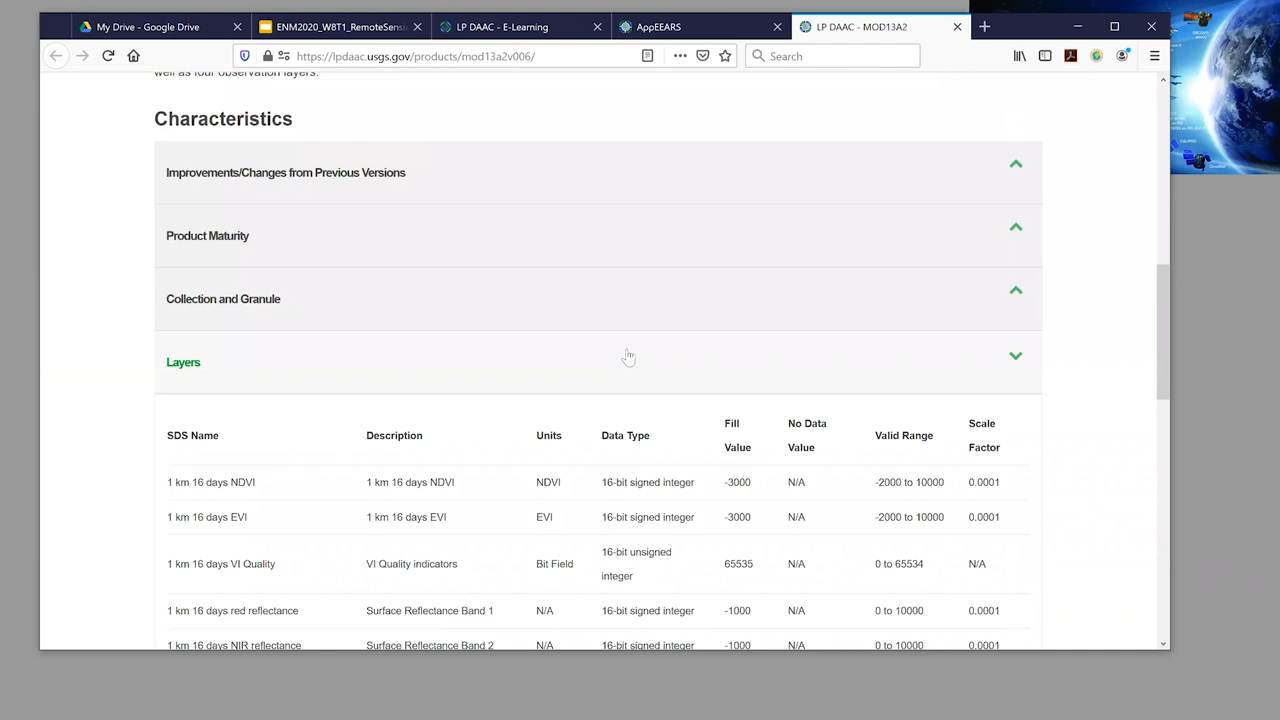 My Drive - Google Drive
ENM2020_W8T1_RemoteSensi
LP DAAC - E-Learning
AppEEARS
LP DAAC - MOD13A2
https://lpdaac.usgs.gov/products/mod13a2v006/
Search
well as four observation layers.
Characteristics
Improvements/Changes from Previous Versions
Product Maturity
Collection and Granule
Layers
SDS Name Description Units Data Type Fill Value No Data Value Valid Range Scale Factor
1 km 16 days NDVI 1 km 16 days NDVI NDVI 16-bit signed integer -3000 N/A -2000 to 10000 0.0001
1 km 16 days EVI 1 km 16 days EVI EVI 16-bit signed integer -3000 N/A -2000 to 10000 0.0001
1 km 16 days VI Quality VI Quality indicators Bit Field 16-bit unsigned integer 65535 N/A 0 to 65534 N/A
1 km 16 days red reflectance Surface Reflectance Band 1 N/A 16-bit signed integer -1000 N/A 0 to 10000 0.0001
1 km 16 days NIR reflectance Surface Reflectance Band 2 N/A 16-bit signed integer -1000 N/A 0 to 10000 0.0001
CALIPSO